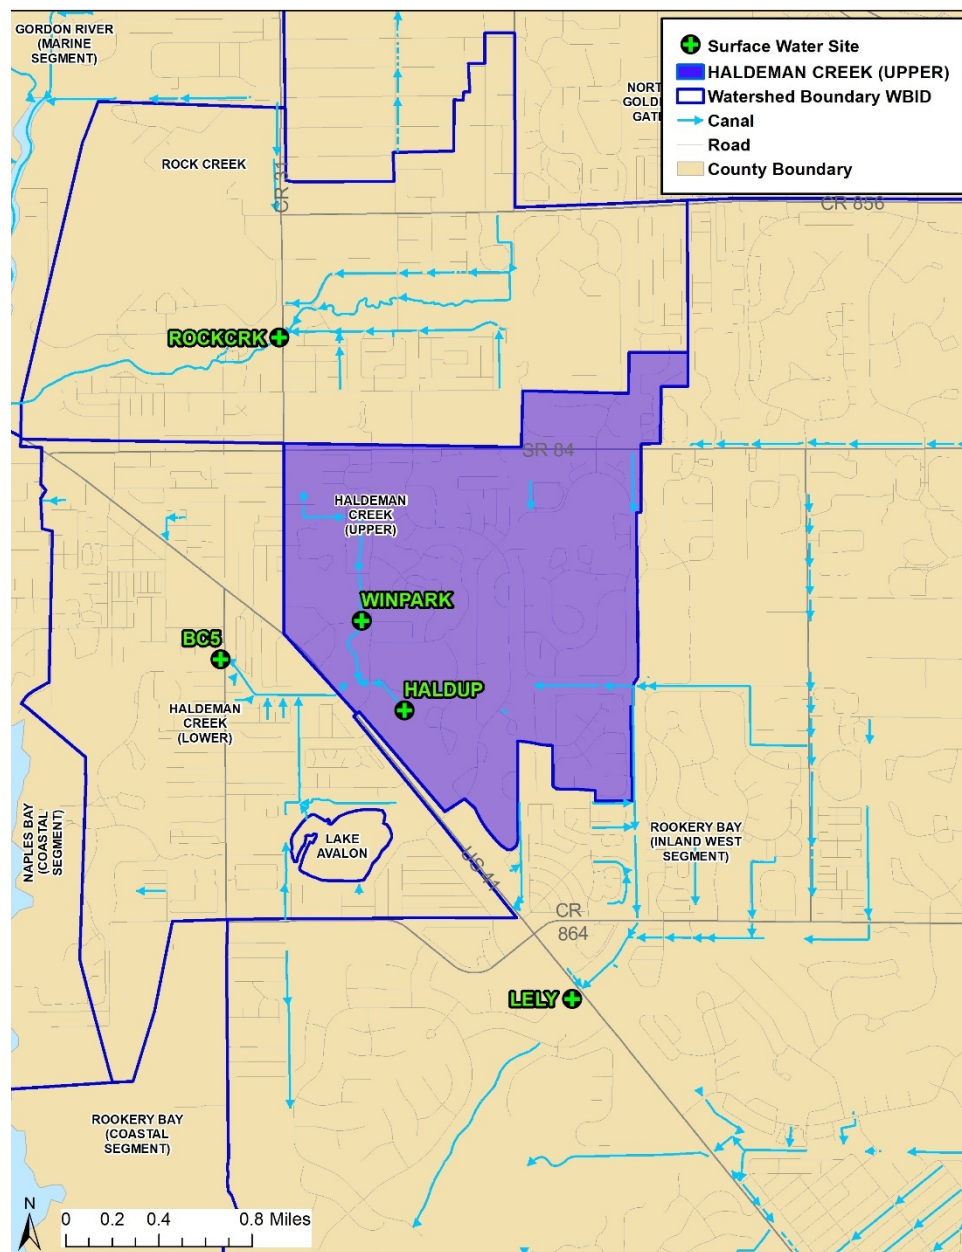 GORDON RIVER
(MARINE
SEGMENT)
Surface Water Site
HALDEMAN CREEK (UPPER)
Watershed Boundary WBID
Canal
Road
County Boundary
NORT
GOLD
GATE
ROCK CREEK
CR 31
CR 856
ROCKCRK
SR 84
HALDEMAN
CREEK
(UPPER)
WINPARK
BC5
HALDUP
HALDEMAN
CREEK
(LOWER)
NAPLES BAY
(COASTAL
SEGMENT)
LAKE
AVALON
ROOKERY BAY
(INLAND WEST
SEGMENT)
US 41
CR
864
LELY
ROOKERY BAY
(COASTAL
SEGMENT)
N
0 0.2 0.4 0.8 Miles